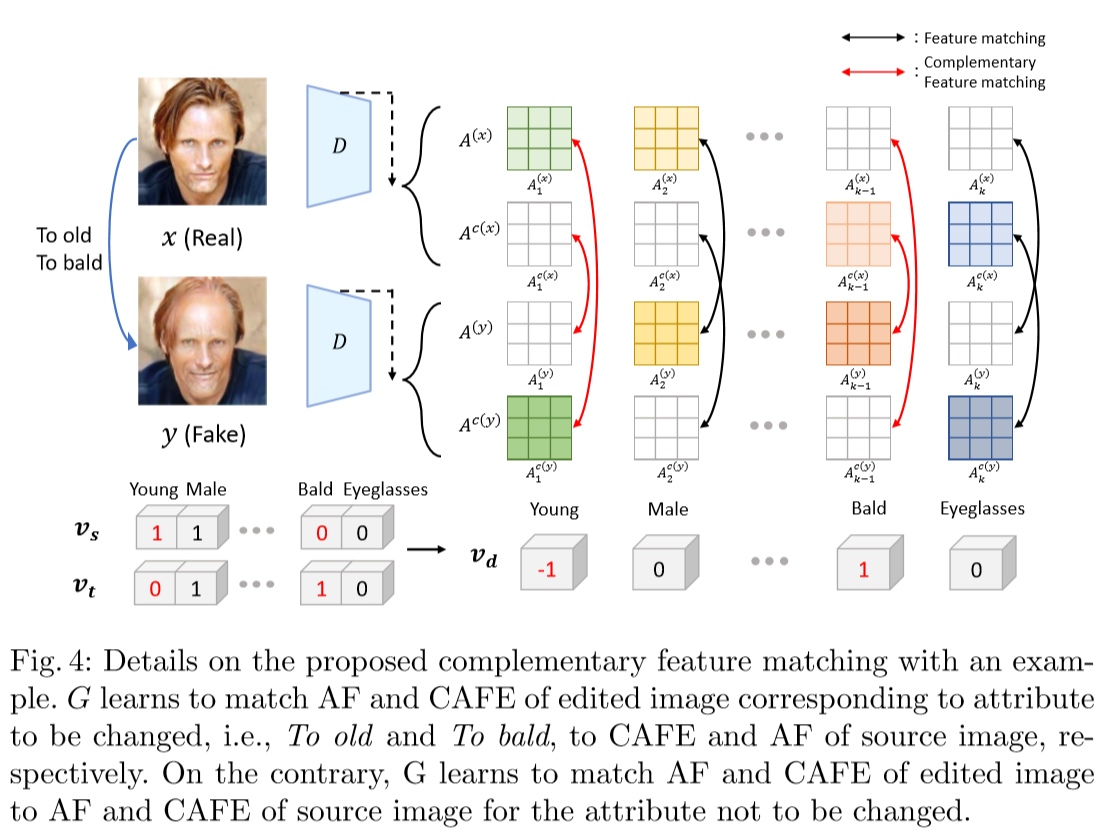 : Feature matching
: Complementary
Feature matching
D
A^(x)
A_1^(x)
A_2^(x)
A_{k-1}^(x)
A_k^(x)
To old
To bald
x (Real)
A^{c(x)}
A_1^{c(x)}
A_2^{c(x)}
A_{k-1}^{c(x)}
A_k^{c(x)}
D
A^(y)
A_1^(y)
A_2^(y)
A_{k-1}^(y)
A_k^(y)
y (Fake)
A^{c(y)}
A_1^{c(y)}
A_2^{c(y)}
A_{k-1}^{c(y)}
A_k^{c(y)}
Young Male Bald Eyeglasses
v_s 1 1 0 0
v_t 0 1 1 0
Young Male Bald Eyeglasses
v_d -1 0 1 0
Fig. 4: Details on the proposed complementary feature matching with an exam-
ple. G learns to match AF and CAFE of edited image corresponding to attribute
to be changed, i.e., To old and To bald, to CAFE and AF of source image, re-
spectively. On the contrary, G learns to match AF and CAFE of edited image
to AF and CAFE of source image for the attribute not to be changed.